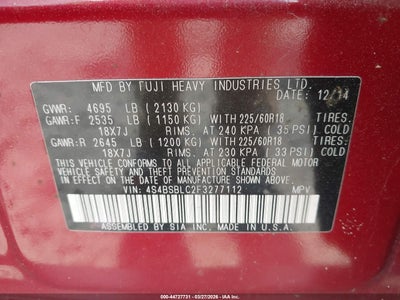 MFD BY FUJI HEAVY INDUSTRIES LTD.
DATE: 12/14
GVWR: 4695 LB (2130 KG)
GAWR:F 2535 LB (1150 KG) WITH 225/60R18 TIRES,
18X7J RIMS, AT 240 KPA (35 PSI) COLD
GAWR:R 2645 LB (1200 KG) WITH 225/60R18 TIRES,
18X7J RIMS, AT 230 KPA (33 PSI) COLD
THIS VEHICLE CONFORMS TO ALL APPLICABLE
FEDERAL MOTOR VEHICLE SAFETY, BUMPER, AND
THEFT PREVENTION STANDARDS IN EFFECT ON THE
DATE OF MANUFACTURE SHOWN ABOVE.
VIN: 4S4BSBLC2F3277112 MPV
ASSEMBLED BY SIA INC. MADE IN U.S.A.
000-44727731 - 03/27/2026 - IAA, Inc.